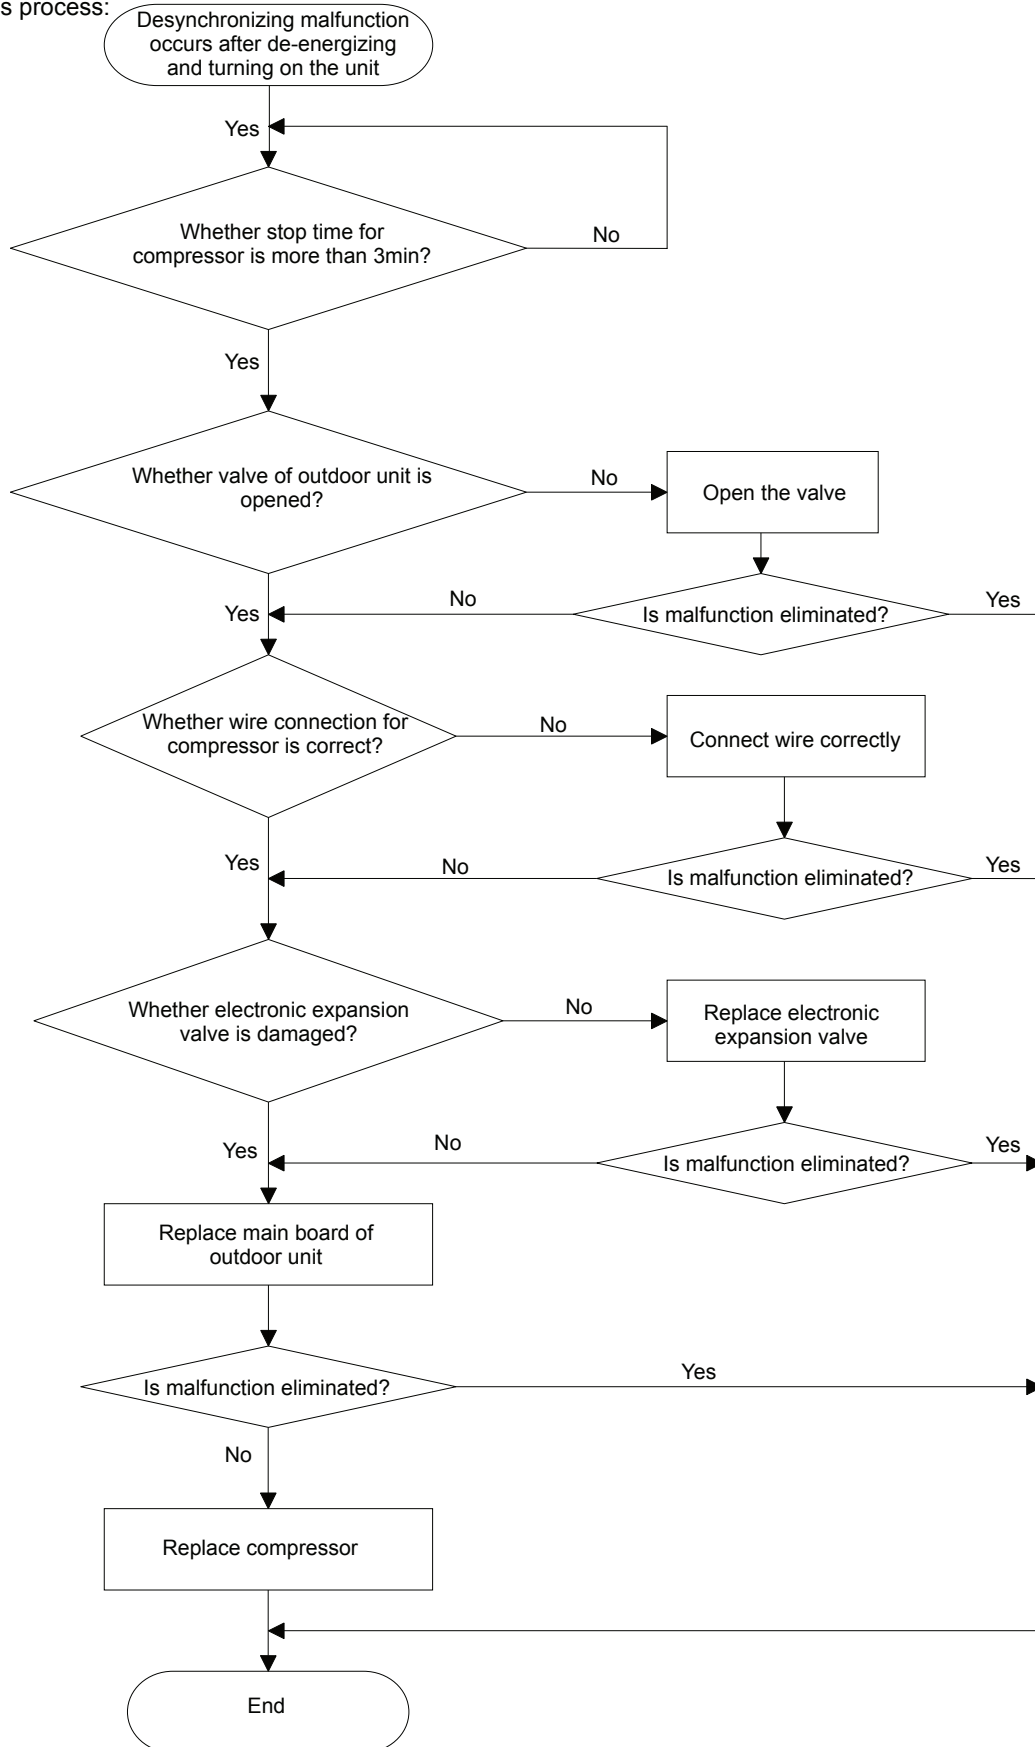 s process:
Desynchronizing malfunction
occurs after de-energizing
and turning on the unit
Yes
Whether stop time for
compressor is more than 3min?
No
Yes
Whether valve of outdoor unit is
opened?
No
Open the valve
Yes
No
Is malfunction eliminated?
Yes
Whether wire connection for
compressor is correct?
No
Connect wire correctly
Yes
No
Is malfunction eliminated?
Yes
Whether electronic expansion
valve is damaged?
No
Replace electronic
expansion valve
Yes
No
Is malfunction eliminated?
Yes
Replace main board of
outdoor unit
Is malfunction eliminated?
Yes
No
Replace compressor
End